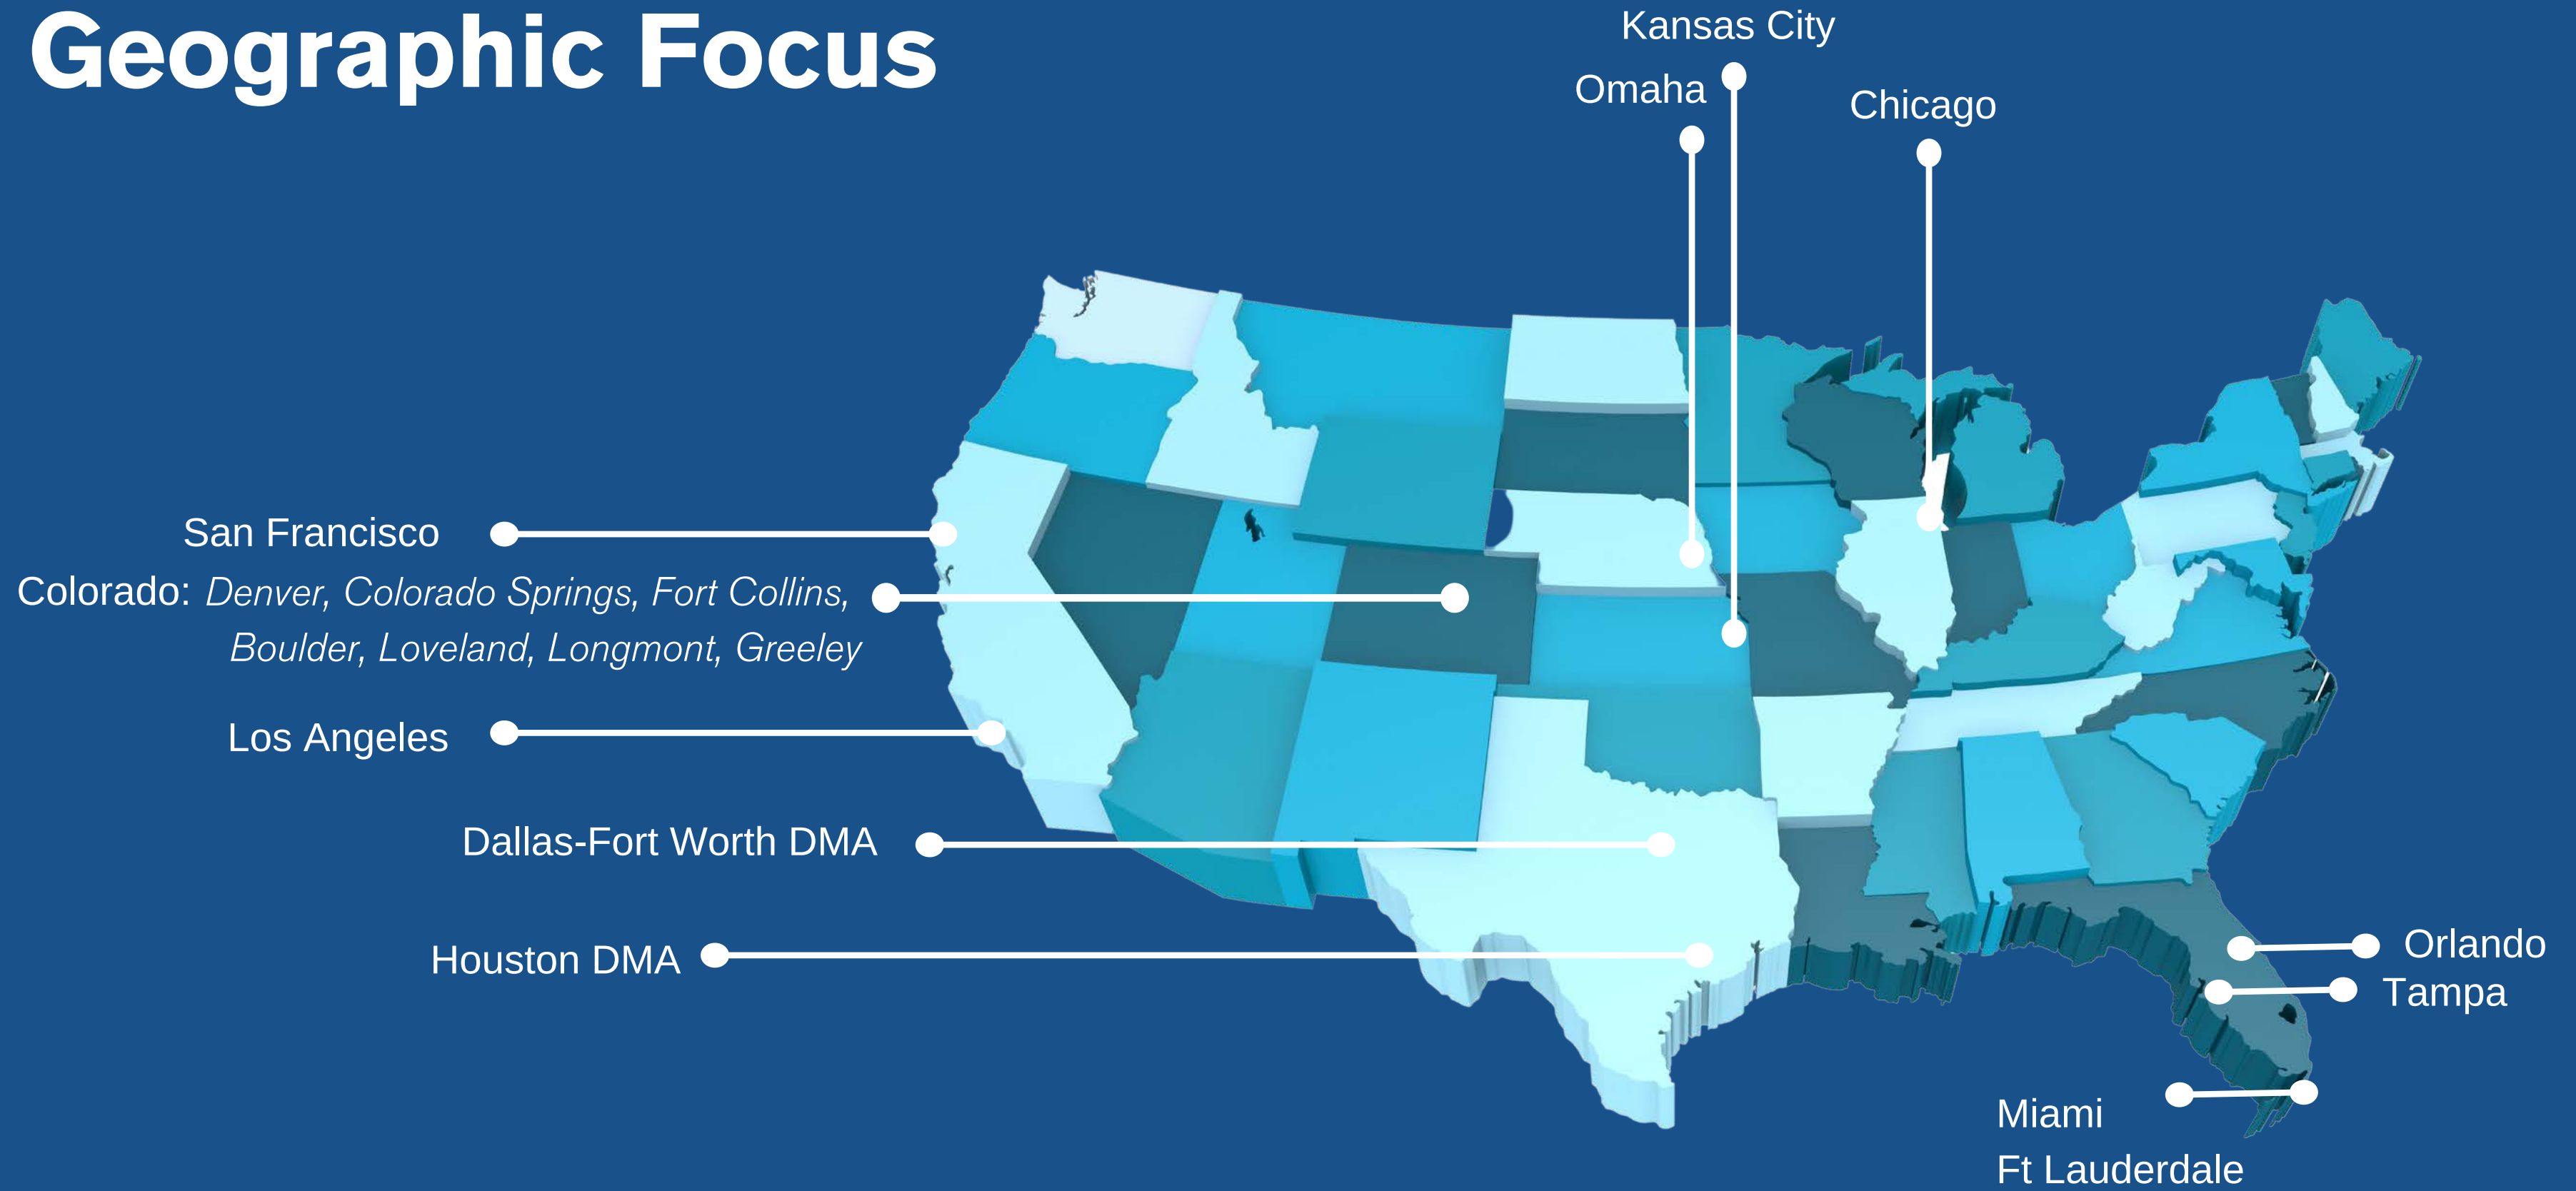 Geographic Focus
Kansas City
Omaha
Chicago
San Francisco
Colorado: Denver, Colorado Springs, Fort Collins,
Boulder, Loveland, Longmont, Greeley
Los Angeles
Dallas-Fort Worth DMA
Houston DMA
Orlando
Tampa
Miami
Ft Lauderdale